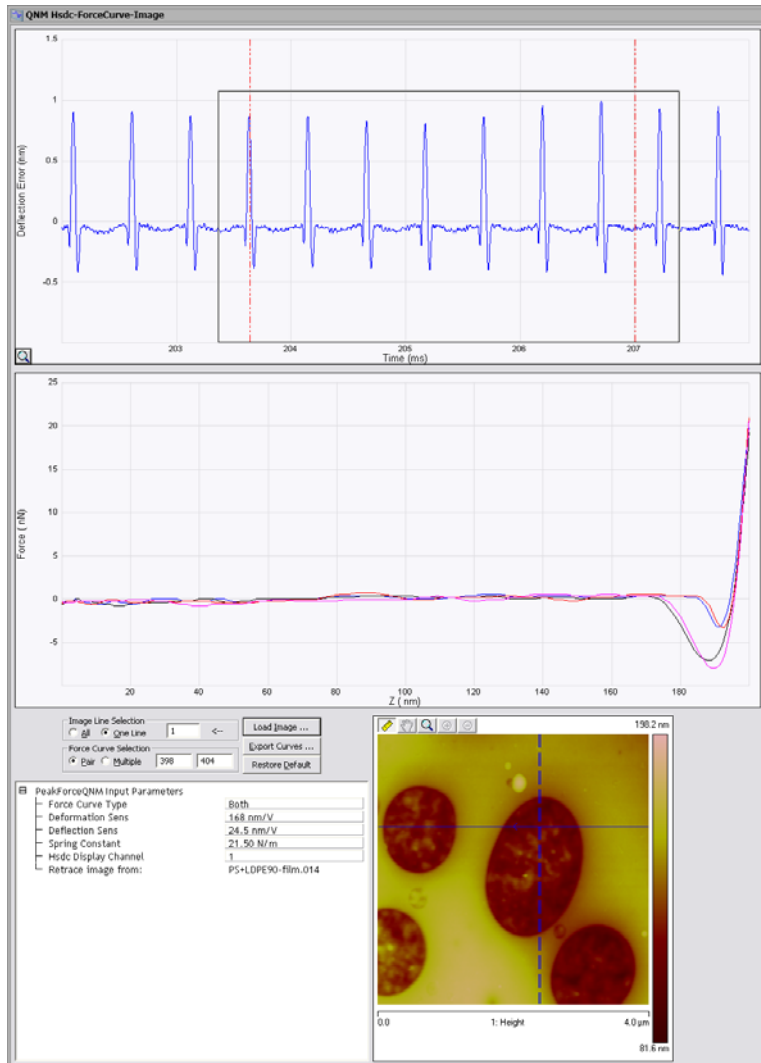 QNM Hsdc-ForceCurve-Image
1.5
1
0.5
0
-0.5
Deflection Error (nm)
203
204
205
206
207
Time (ms)
25
20
15
10
5
0
-5
Force ( nN)
20
40
60
80
100
120
140
160
180
Z ( nm)
Image Line Selection
All One Line 1 <--
Load Image ...
Force Curve Selection
Pair Multiple 398 404
Export Curves ...
Restore Default
198.2 nm
PeakForceQNM Input Parameters
Force Curve Type Both
Deformation Sens 168 nm/V
Deflection Sens 24.5 nm/V
Spring Constant 21.50 N/m
Hsdc Display Channel 1
Retrace image from: PS+LDPE90-film.014
0.0 1: Height 4.0 µm
81.6 nm